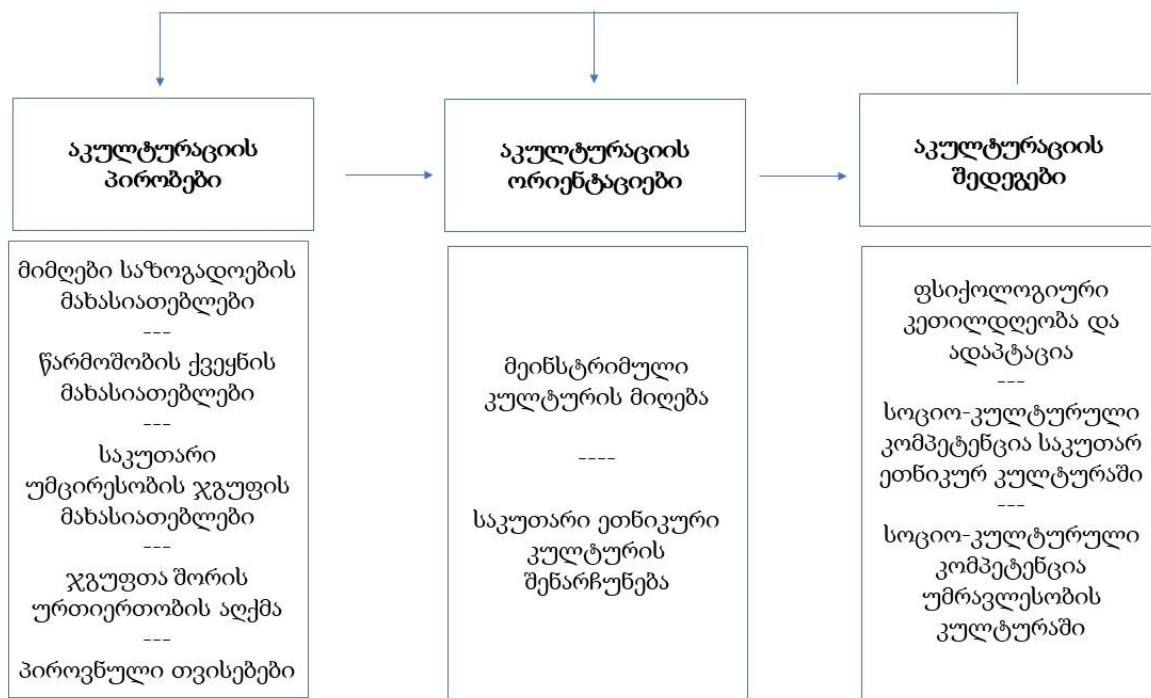 აკულტურაციის
პირობები
აკულტურაციის
ორიენტაციები
აკულტურაციის
შედეგები
მიმღები საზოგადოების
მახასიათებლები
---
წარმოშობის ქვეყნის
მახასიათებლები
---
საკუთარი
უმცირესობის ჯგუფის
მახასიათებლები
---
ჯგუფთა შორის
ურთიერთობის აღქმა
---
პიროვნული თვისებები
მეინსტრიმული
კულტურის მიღება
----
საკუთარი ეთნიკური
კულტურის
შენარჩუნება
ფსიქოლოგიური
კეთილდღეობა და
ადაპტაცია
---
სოციო-კულტურული
კომპეტენცია საკუთარ
ეთნიკურ კულტურაში
---
სოციო-კულტურული
კომპეტენცია
უმრავლესობის
კულტურაში